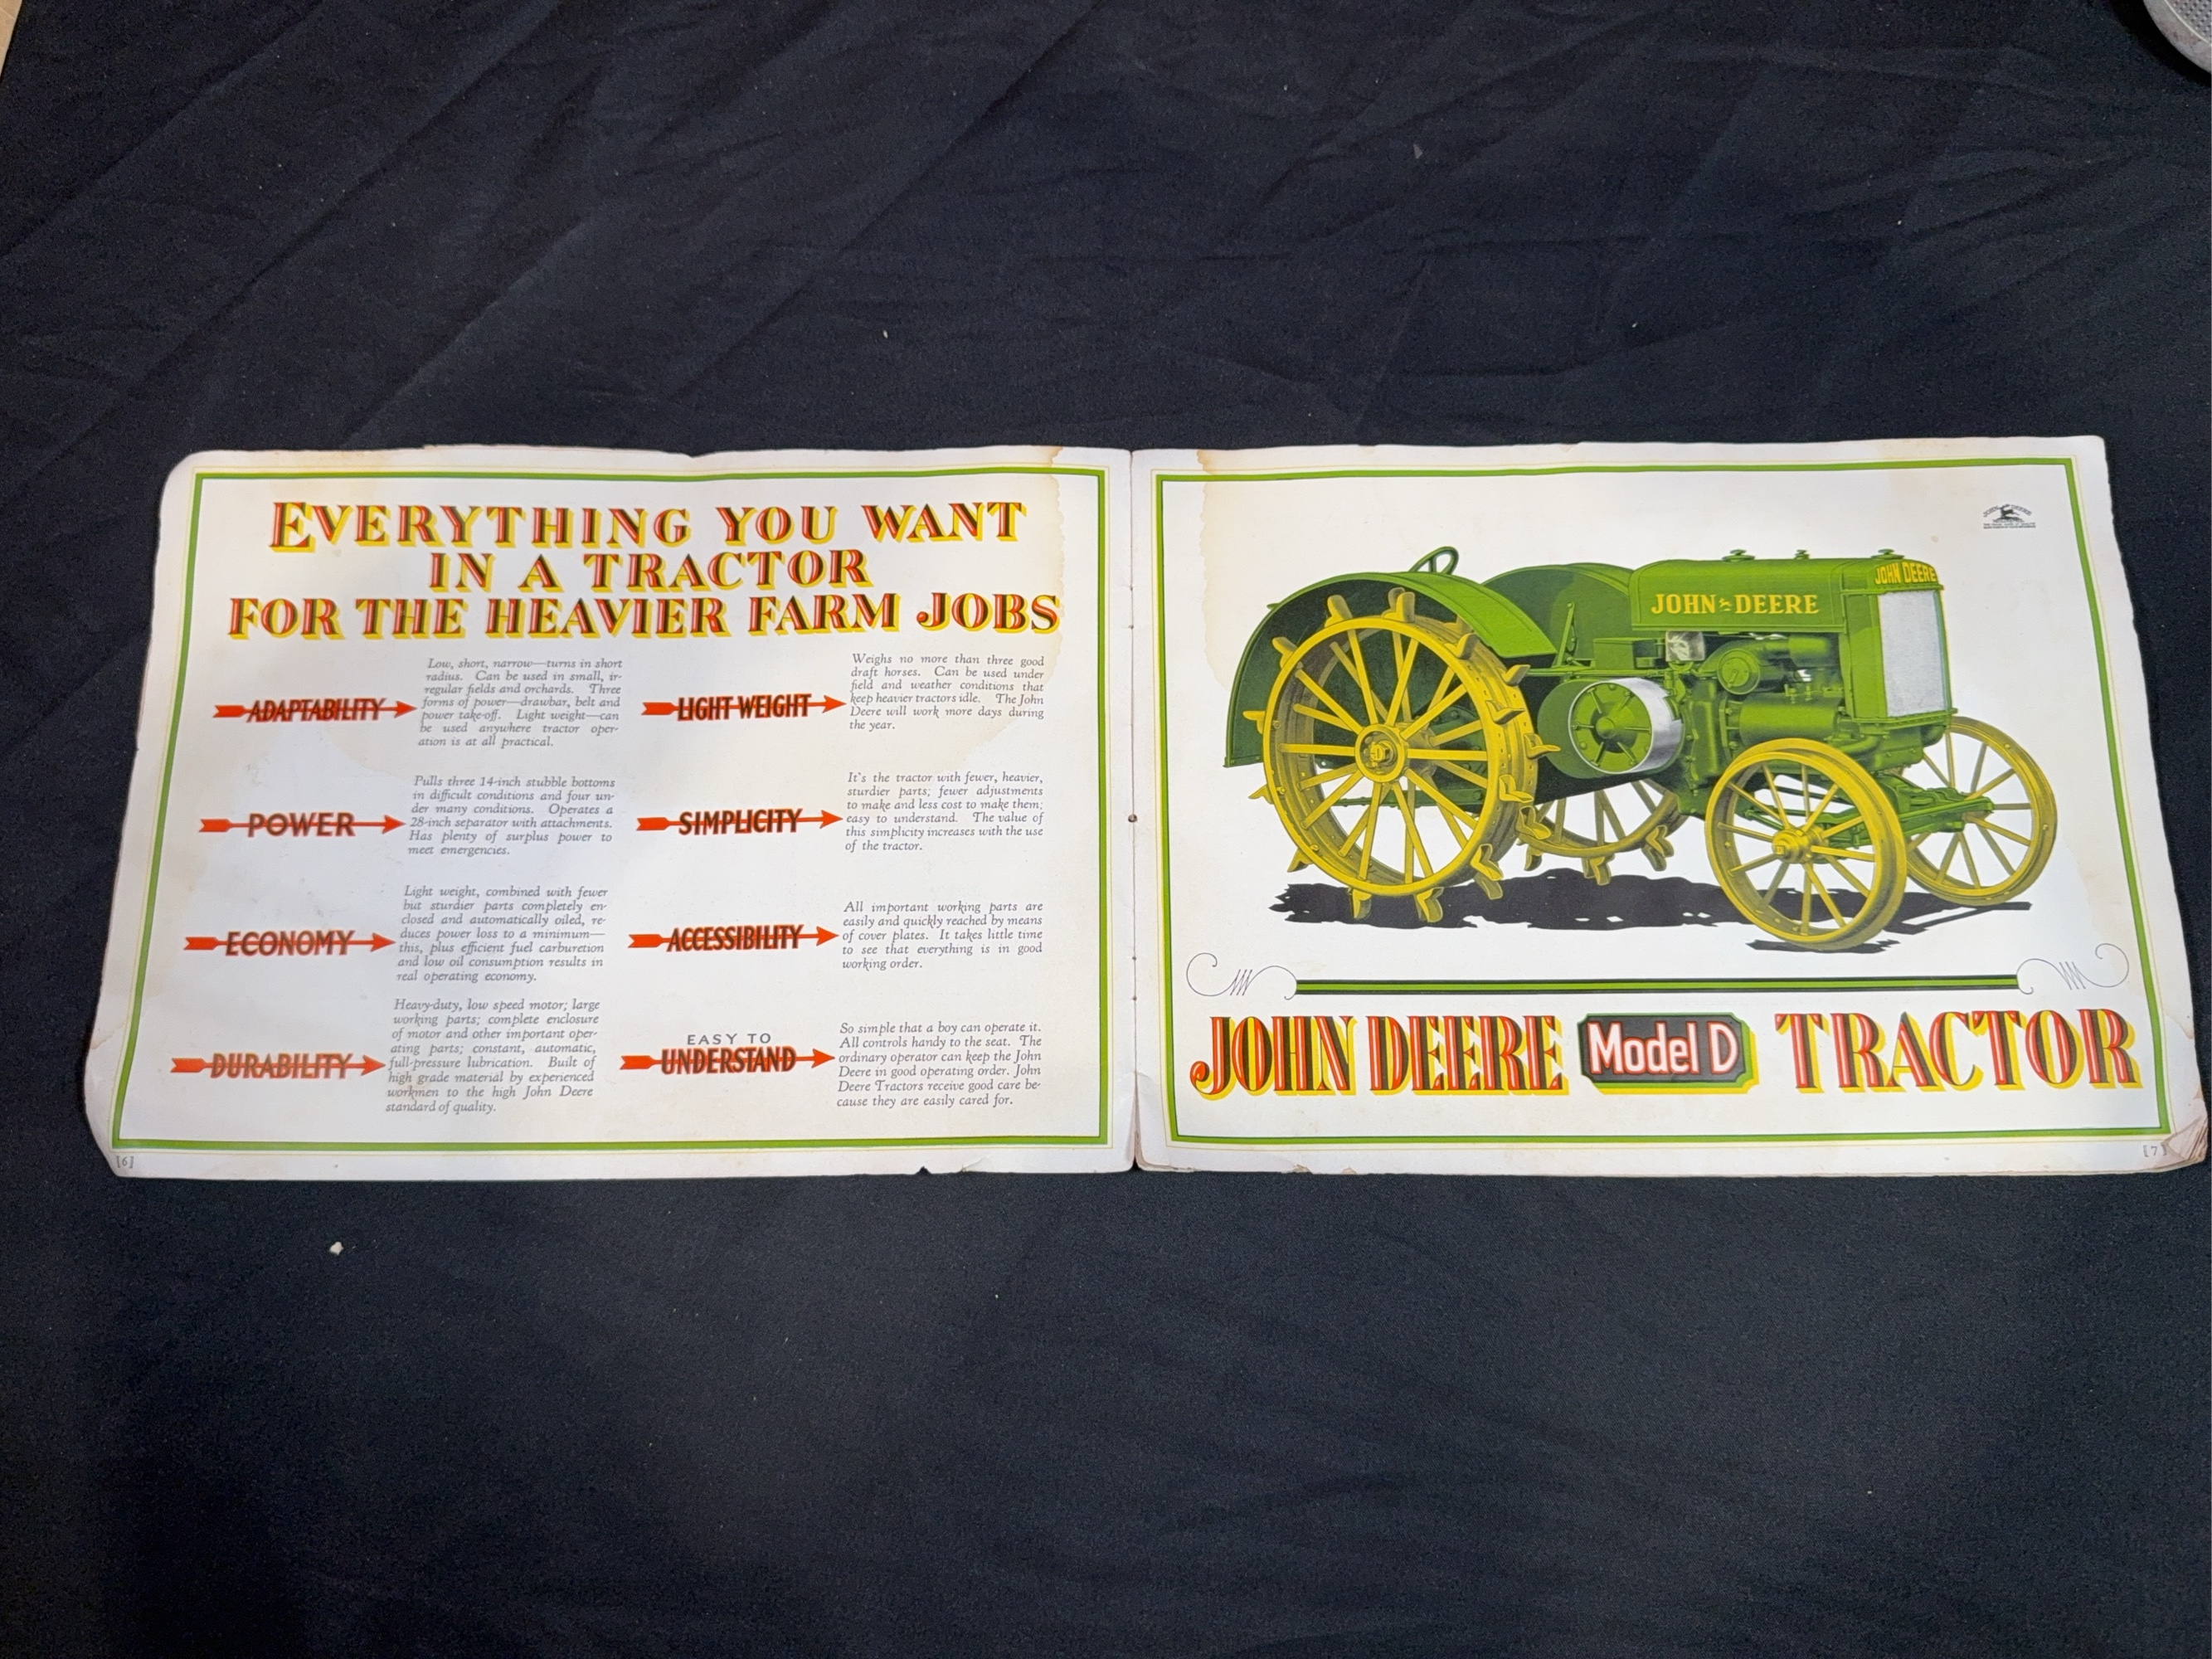 EVERYTHING YOU WANT
IN A TRACTOR
FOR THE HEAVIER FARM JOBS
ADAPTABILITY
Low, short, narrow—turns in short
radius. Can be used in small, ir-
regular fields and orchards. Three
forms of power—drawbar, belt and
power take-off. Light weight—can
be used anywhere tractor oper-
ation is at all practical.
POWER
Pulls three 14-inch stubble bottoms
in difficult conditions and four un-
der many conditions. Operates a
28-inch separator with attachments.
Has plenty of surplus power to
meet emergencies.
ECONOMY
Light weight, combined with fewer
but sturdier parts completely en-
closed and automatically oiled, re-
duces power loss to a minimum—
this, plus efficient fuel carburetion
and low oil consumption results in
real operating economy.
DURABILITY
Heavy-duty, low speed motor; large
working parts; complete enclosure
of motor and other important oper-
ating parts; constant, automatic,
full-pressure lubrication. Built of
high grade material by experienced
workmen to the high John Deere
standard of quality.
LIGHT WEIGHT
Weighs no more than three good
draft horses. Can be used under
field and weather conditions that
keep heavier tractors idle. The John
Deere will work more days during
the year.
SIMPLICITY
It's the tractor with fewer, heavier,
sturdier parts; fewer adjustments
to make and less cost to make them;
easy to understand. The value of
this simplicity increases with the use
of the tractor.
ACCESSIBILITY
All important working parts are
easily and quickly reached by means
of cover plates. It takes little time
to see that everything is in good
working order.
EASY TO
UNDERSTAND
So simple that a boy can operate it.
All controls handy to the seat. The
ordinary operator can keep the John
Deere in good operating order. John
Deere Tractors receive good care be-
cause they are easily cared for.
[6]
JOHN DEERE
JOHN DEERE
JOHN DEERE
JOHN DEERE Model D TRACTOR
[7]